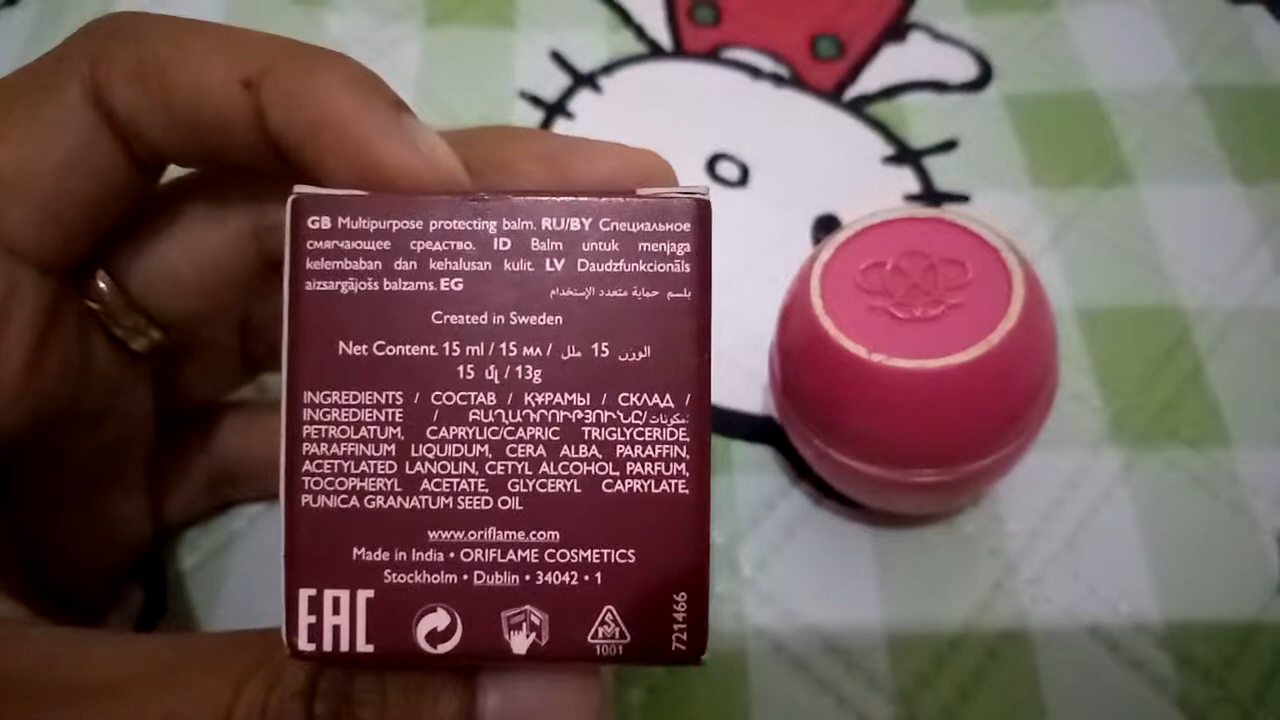 GB Multipurpose protecting balm. RU/BY Специальное
смягчающее средство. ID Balm untuk menjaga
kelembaban dan kehalusan kulit. LV Daudzfunkcionāls
aizsargājošs balzams. EG بلسم حماية متعدد الإستخدام
Created in Sweden
Net Content. 15 ml / 15 мл / الوزن 15 ملل
15 մլ / 13g
INGREDIENTS / СОСТАВ / ҚҰРАМЫ / СКЛАД /
INGREDIENTE / ԲԱՂԱԴՐՈՒԹՅՈՒՆԸ/ مكونات:
PETROLATUM, CAPRYLIC/CAPRIC TRIGLYCERIDE,
PARAFFINUM LIQUIDUM, CERA ALBA, PARAFFIN,
ACETYLATED LANOLIN, CETYL ALCOHOL, PARFUM,
TOCOPHERYL ACETATE, GLYCERYL CAPRYLATE,
PUNICA GRANATUM SEED OIL
www.oriflame.com
Made in India • ORIFLAME COSMETICS
Stockholm • Dublin • 34042 • 1
EAC
SM
1001
721466